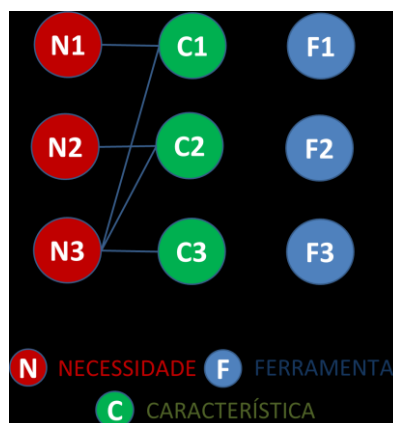 N1 C1 F1
N2 C2 F2
N3 C3 F3
N NECESSIDADE F FERRAMENTA
C CARACTERÍSTICA